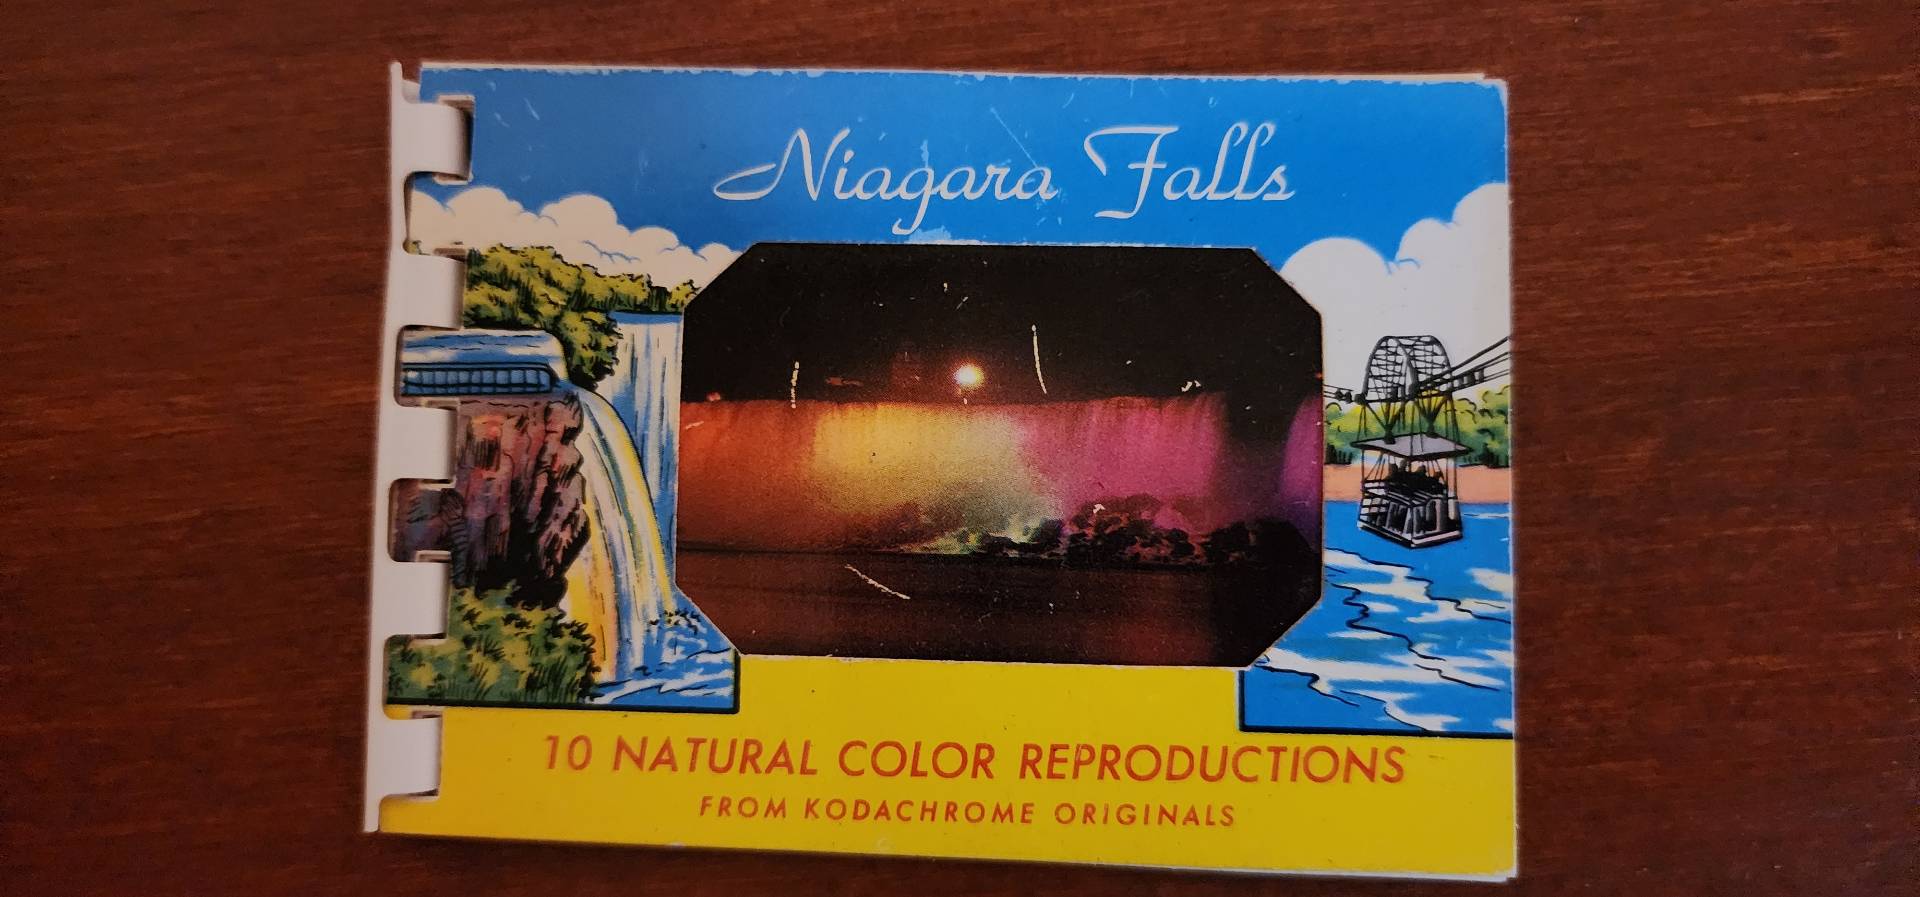 Niagara Falls
10 NATURAL COLOR REPRODUCTIONS
FROM KODACHROME ORIGINALS